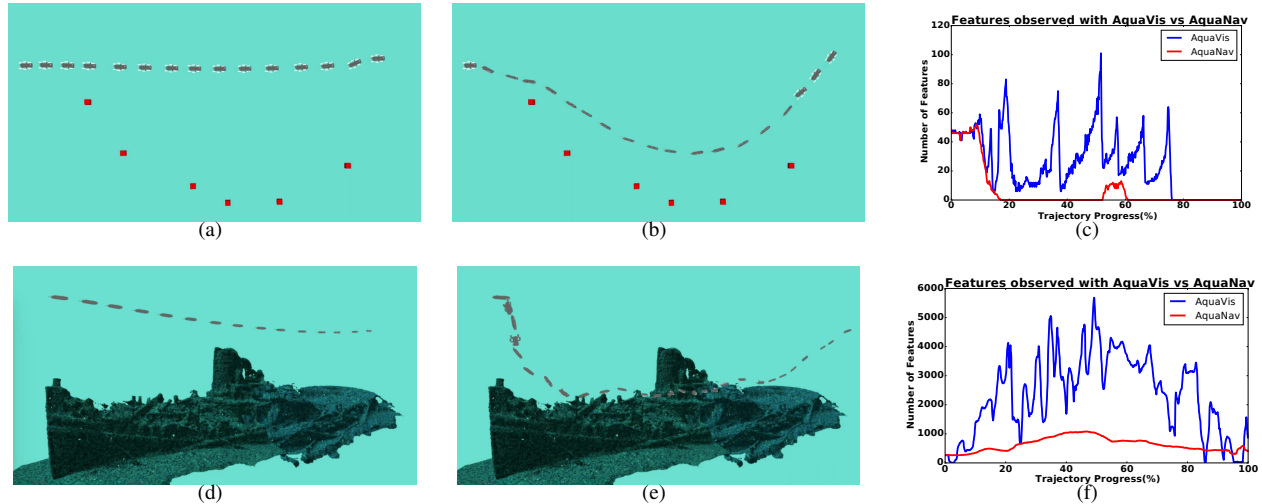 Features observed with AquaVis vs AquaNav
AquaVis
AquaNav
Number of Features
120
100
80
60
40
20
0
0 20 40 60 80 100
Trajectory Progress(%)
(a) (b) (c)
Features observed with AquaVis vs AquaNav
AquaVis
AquaNav
Number of Features
6000
5000
4000
3000
2000
1000
0
0 20 40 60 80 100
Trajectory Progress(%)
(d) (e) (f)